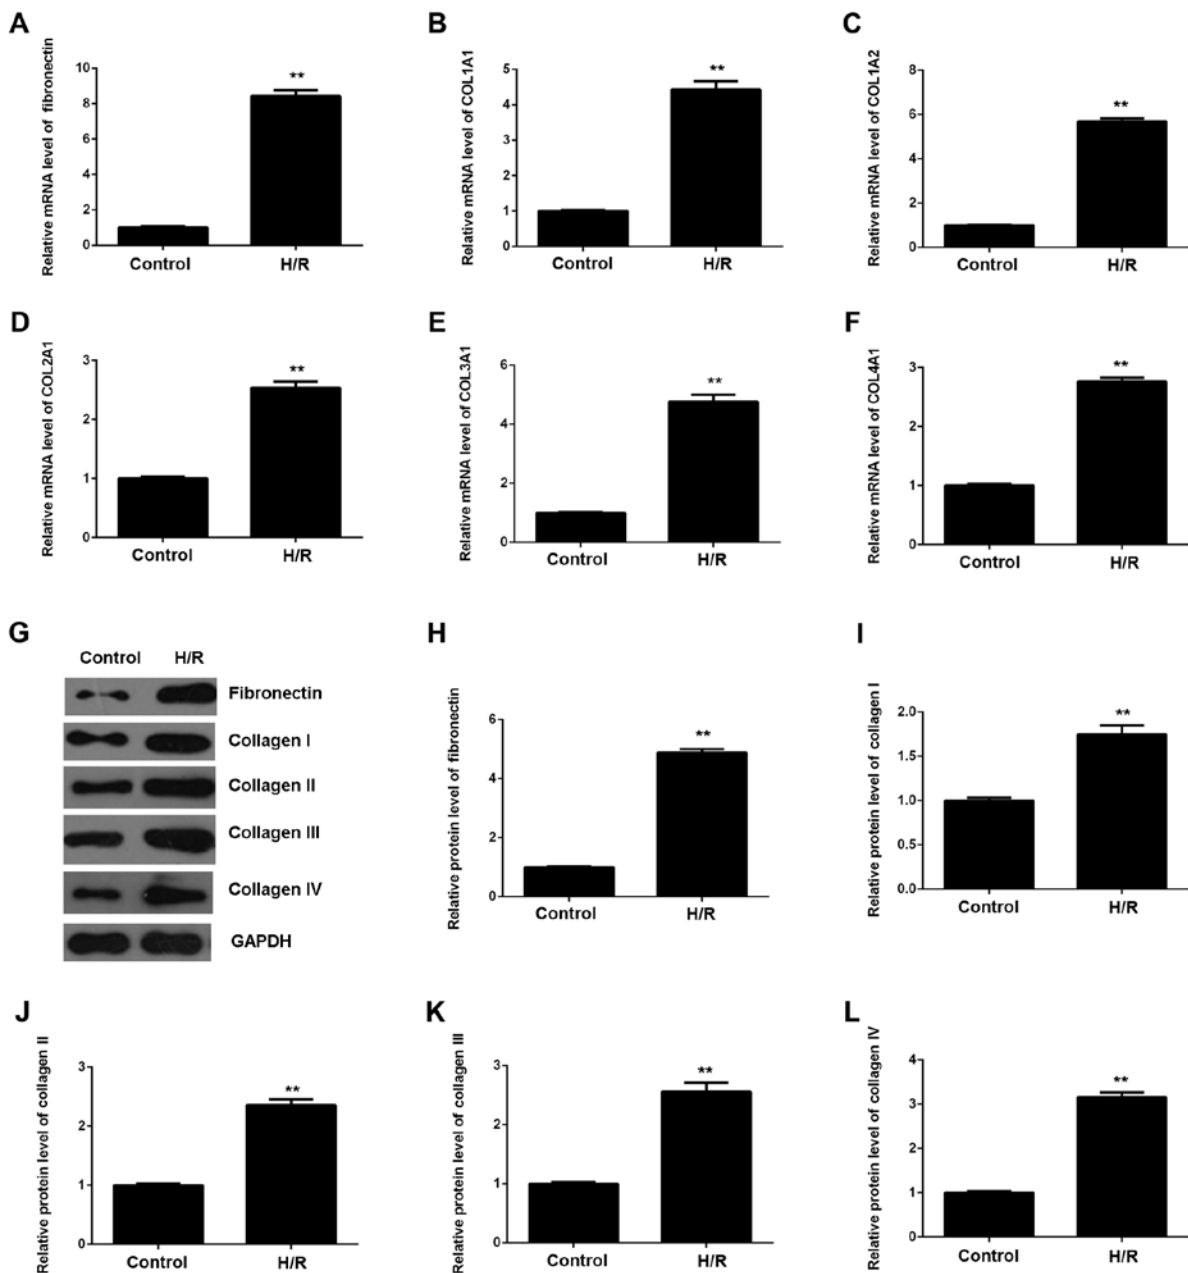 A
Relative mRNA level of fibronectin
10
8
6
4
2
0
**
Control
H/R
B
Relative mRNA level of COL1A1
5
4
3
2
1
0
**
Control
H/R
C
Relative mRNA level of COL1A2
8
6
4
2
0
**
Control
H/R
D
Relative mRNA level of COL2A1
3
2
1
0
**
Control
H/R
E
Relative mRNA level of COL3A1
6
4
2
0
**
Control
H/R
F
Relative mRNA level of COL4A1
3
2
1
0
**
Control
H/R
G
Control H/R
Fibronectin
Collagen I
Collagen II
Collagen III
Collagen IV
GAPDH
H
Relative protein level of fibronectin
6
4
2
0
**
Control
H/R
I
Relative protein level of collagen I
2.0
1.5
1.0
0.5
0.0
**
Control
H/R
J
Relative protein level of collagen II
3
2
1
0
**
Control
H/R
K
Relative protein level of collagen III
3
2
1
0
**
Control
H/R
L
Relative protein level of collagen IV
4
3
2
1
0
**
Control
H/R